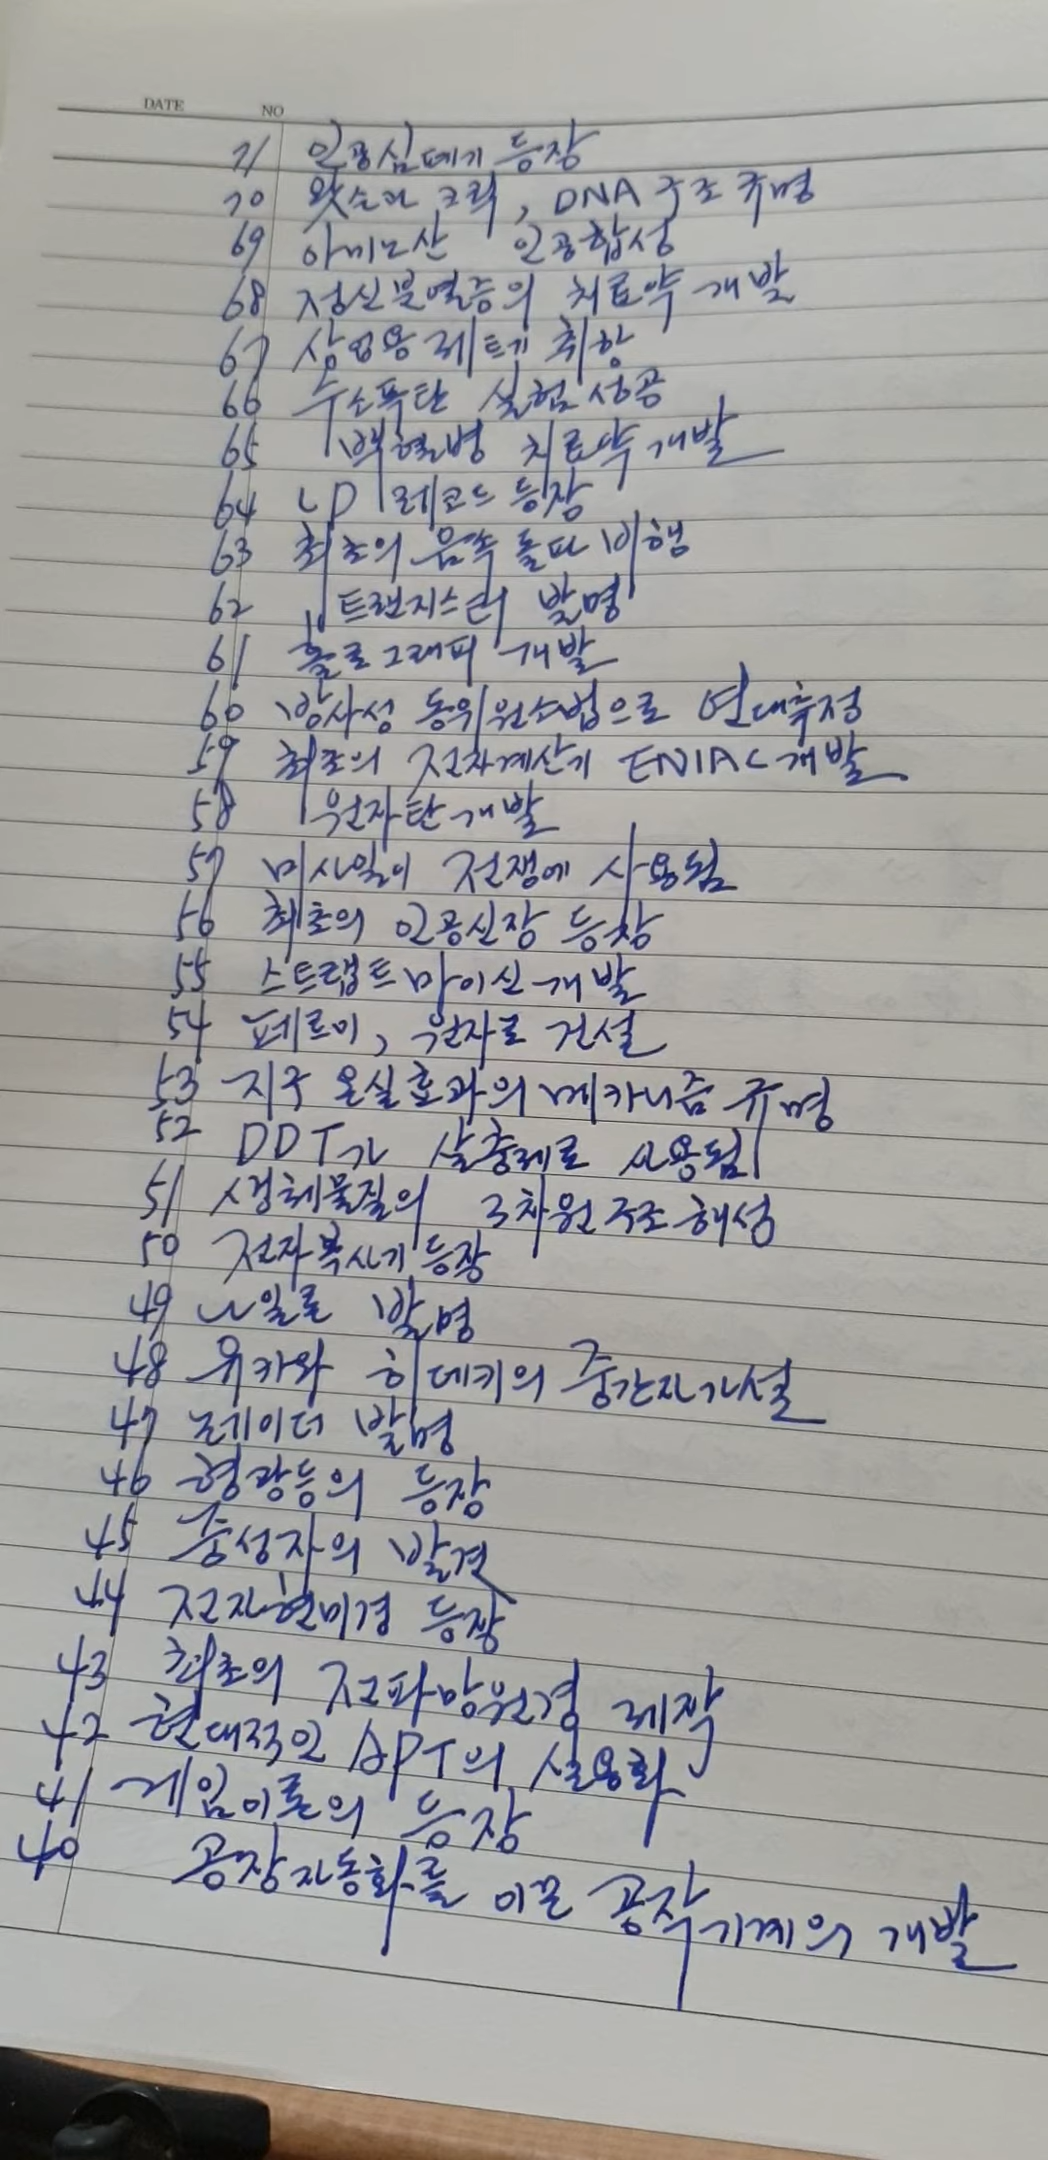 DATE NO
71 인공심폐기 등장
70 왓슨과 크릭, DNA 구조 규명
69 아미노산 인공합성
68 정신분열증의 치료약 개발
67 상업용 제트기 취항
66 수소폭탄 실험 성공
65 백혈병 치료약 개발
64 LP 레코드 등장
63 최초의 음속 돌파 비행
62 트랜지스터 발명
61 홀로그래피 개발
60 방사성 동위원소법으로 연대추정
59 최초의 전자계산기 ENIAC 개발
58 원자탄 개발
57 미사일이 전쟁에 사용됨
56 최초의 인공신장 등장
55 스트렙토마이신 개발
54 페르미, 원자로 건설
53 지구 온실효과의 메카니즘 규명
52 DDT가 살충제로 사용됨
51 생체물질의 3차원 구조 해석
50 전자복사기 등장
49 나일론 발명
48 유카와 히데키의 중간자가설
47 레이더 발명
46 형광등의 등장
45 중성자의 발견
44 전자현미경 등장
43 최초의 전파망원경 제작
42 현대적인 APT의 실용화
41 게임이론의 등장
40 공장자동화를 이끈 공작기계의 개발